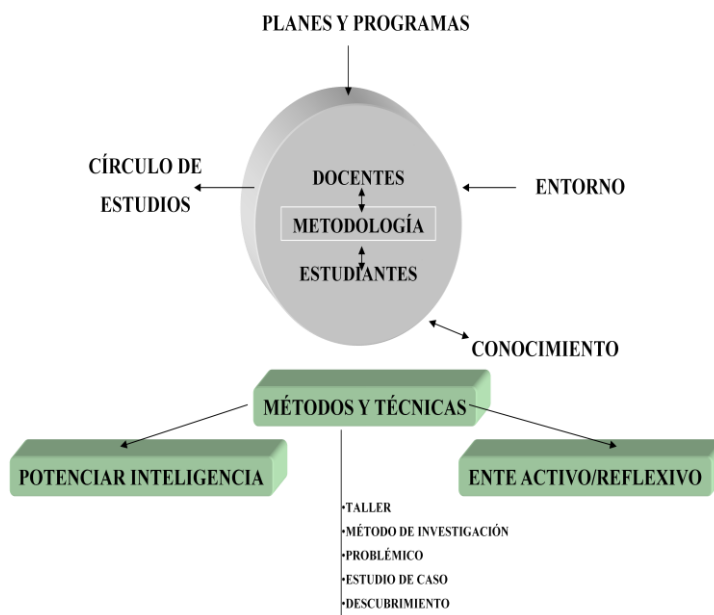 PLANES Y PROGRAMAS
CÍRCULO DE
ESTUDIOS
DOCENTES
ENTORNO
METODOLOGÍA
ESTUDIANTES
CONOCIMIENTO
MÉTODOS Y TÉCNICAS
POTENCIAR INTELIGENCIA
ENTE ACTIVO/REFLEXIVO
•TALLER
•MÉTODO DE INVESTIGACIÓN
•PROBLÉMICO
•ESTUDIO DE CASO
•DESCUBRIMIENTO